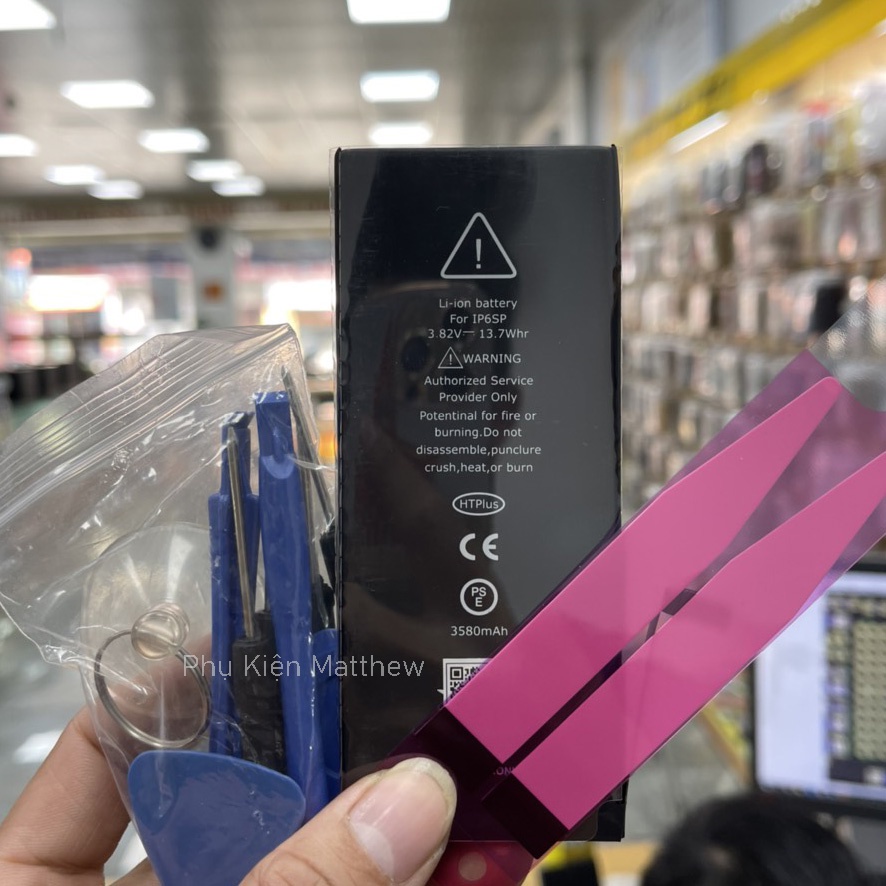 !
Li-ion battery
For IP6SP
3.82V⎓ 13.7Whr
! WARNING
Authorized Service
Provider Only
Potentinal for fire or
burning.Do not
disassemble,punclure
crush,heat,or burn
HTPlus
CE
PS
E
3580mAh
Phụ Kiện Matthew